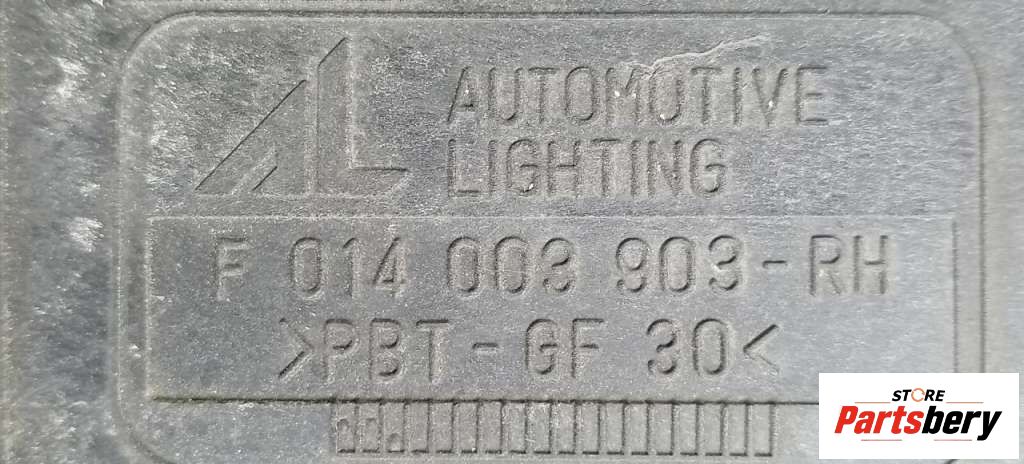 AL AUTOMOTIVE
LIGHTING
F 014 003 903-RH
>PBT-GF 30<
STORE
Partsbery